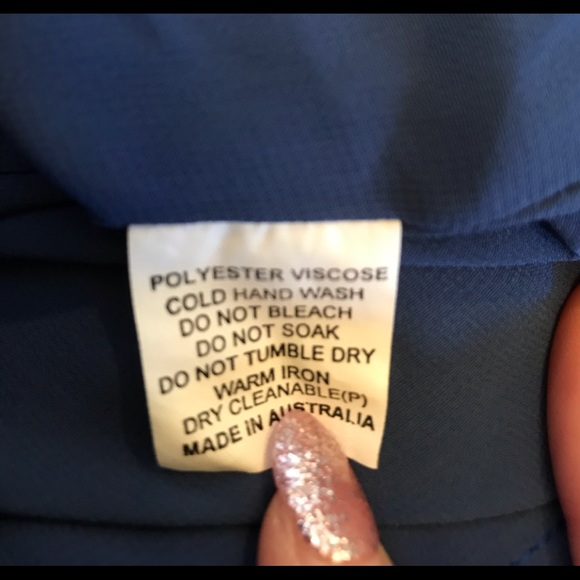 POLYESTER VISCOSE
COLD HAND WASH
DO NOT BLEACH
DO NOT SOAK
DO NOT TUMBLE DRY
WARM IRON
DRY CLEANABLE(P)
MADE IN AUSTRALIA